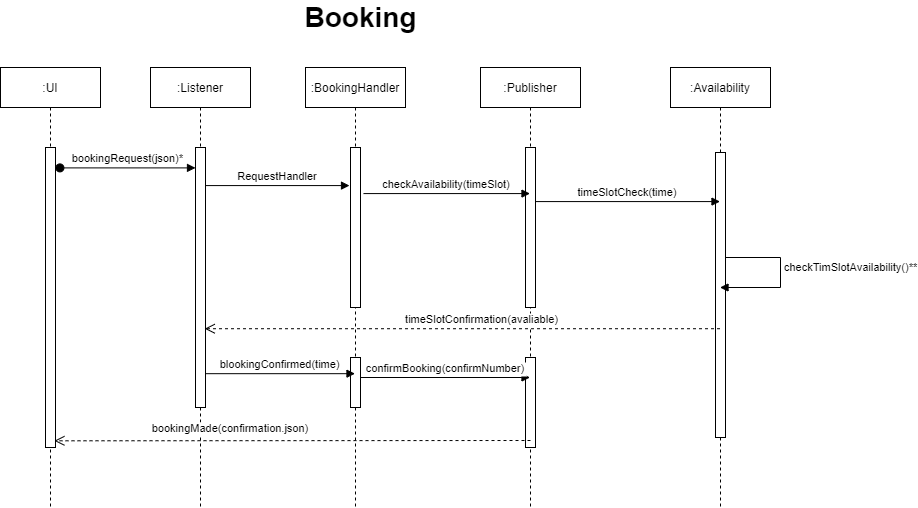 Booking
:UI
:Listener
:BookingHandler
:Publisher
:Availability
bookingRequest(json)*
RequestHandler
checkAvailability(timeSlot)
timeSlotCheck(time)
checkTimSlotAvailability()**
timeSlotConfirmation(avaliable)
blookingConfirmed(time)
confirmBooking(confirmNumber)
bookingMade(confirmation.json)